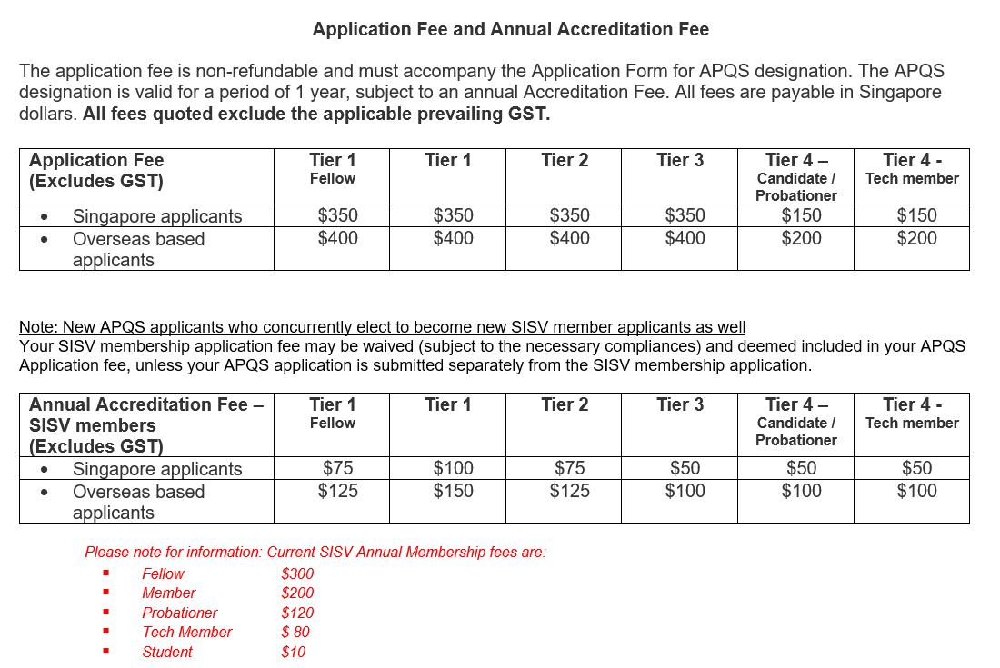 Application Fee and Annual Accreditation Fee
The application fee is non-refundable and must accompany the Application Form for APQS designation. The APQS
designation is valid for a period of 1 year, subject to an annual Accreditation Fee. All fees are payable in Singapore
dollars. All fees quoted exclude the applicable prevailing GST.
Application Fee (Excludes GST) | Tier 1 Fellow | Tier 1 | Tier 2 | Tier 3 | Tier 4 – Candidate / Probationer | Tier 4 - Tech member
• Singapore applicants | $350 | $350 | $350 | $350 | $150 | $150
• Overseas based applicants | $400 | $400 | $400 | $400 | $200 | $200
Note: New APQS applicants who concurrently elect to become new SISV member applicants as well
Your SISV membership application fee may be waived (subject to the necessary compliances) and deemed included in your APQS
Application fee, unless your APQS application is submitted separately from the SISV membership application.
Annual Accreditation Fee – SISV members (Excludes GST) | Tier 1 Fellow | Tier 1 | Tier 2 | Tier 3 | Tier 4 – Candidate / Probationer | Tier 4 - Tech member
• Singapore applicants | $75 | $100 | $75 | $50 | $50 | $50
• Overseas based applicants | $125 | $150 | $125 | $100 | $100 | $100
Please note for information: Current SISV Annual Membership fees are:
▪ Fellow $300
▪ Member $200
▪ Probationer $120
▪ Tech Member $ 80
▪ Student $10